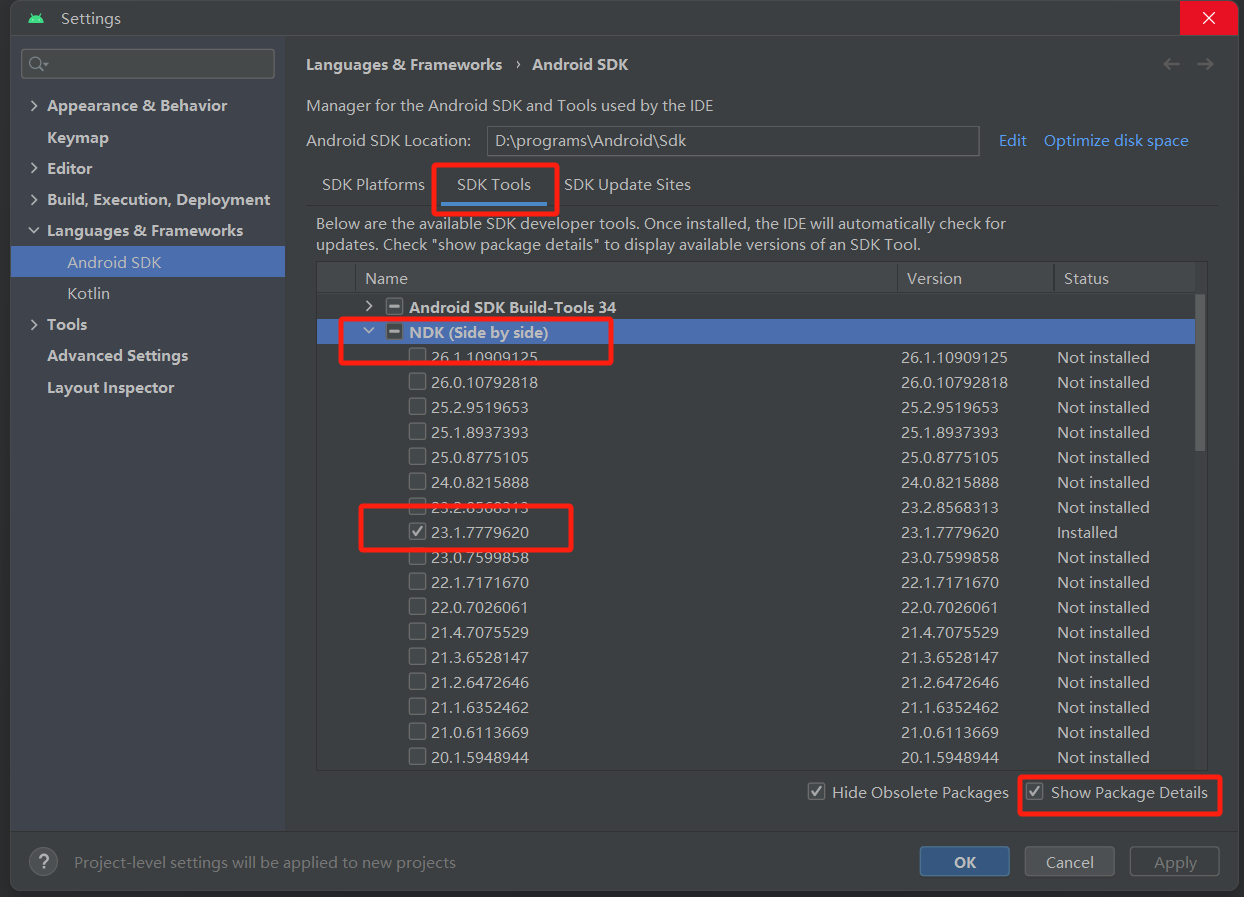 Settings
Languages & Frameworks › Android SDK
Appearance & Behavior
Keymap
Editor
Build, Execution, Deployment
Languages & Frameworks
Android SDK
Kotlin
Tools
Advanced Settings
Layout Inspector
Manager for the Android SDK and Tools used by the IDE
Android SDK Location: D:\programs\Android\Sdk Edit Optimize disk space
SDK Platforms SDK Tools SDK Update Sites
Below are the available SDK developer tools. Once installed, the IDE will automatically check for
updates. Check "show package details" to display available versions of an SDK Tool.
Name Version Status
Android SDK Build-Tools 34
NDK (Side by side)
26.1.10909125 26.1.10909125 Not installed
26.0.10792818 26.0.10792818 Not installed
25.2.9519653 25.2.9519653 Not installed
25.1.8937393 25.1.8937393 Not installed
25.0.8775105 25.0.8775105 Not installed
24.0.8215888 24.0.8215888 Not installed
23.2.8568313 23.2.8568313 Not installed
23.1.7779620 23.1.7779620 Installed
23.0.7599858 23.0.7599858 Not installed
22.1.7171670 22.1.7171670 Not installed
22.0.7026061 22.0.7026061 Not installed
21.4.7075529 21.4.7075529 Not installed
21.3.6528147 21.3.6528147 Not installed
21.2.6472646 21.2.6472646 Not installed
21.1.6352462 21.1.6352462 Not installed
21.0.6113669 21.0.6113669 Not installed
20.1.5948944 20.1.5948944 Not installed
Hide Obsolete Packages Show Package Details
? Project-level settings will be applied to new projects
OK Cancel Apply